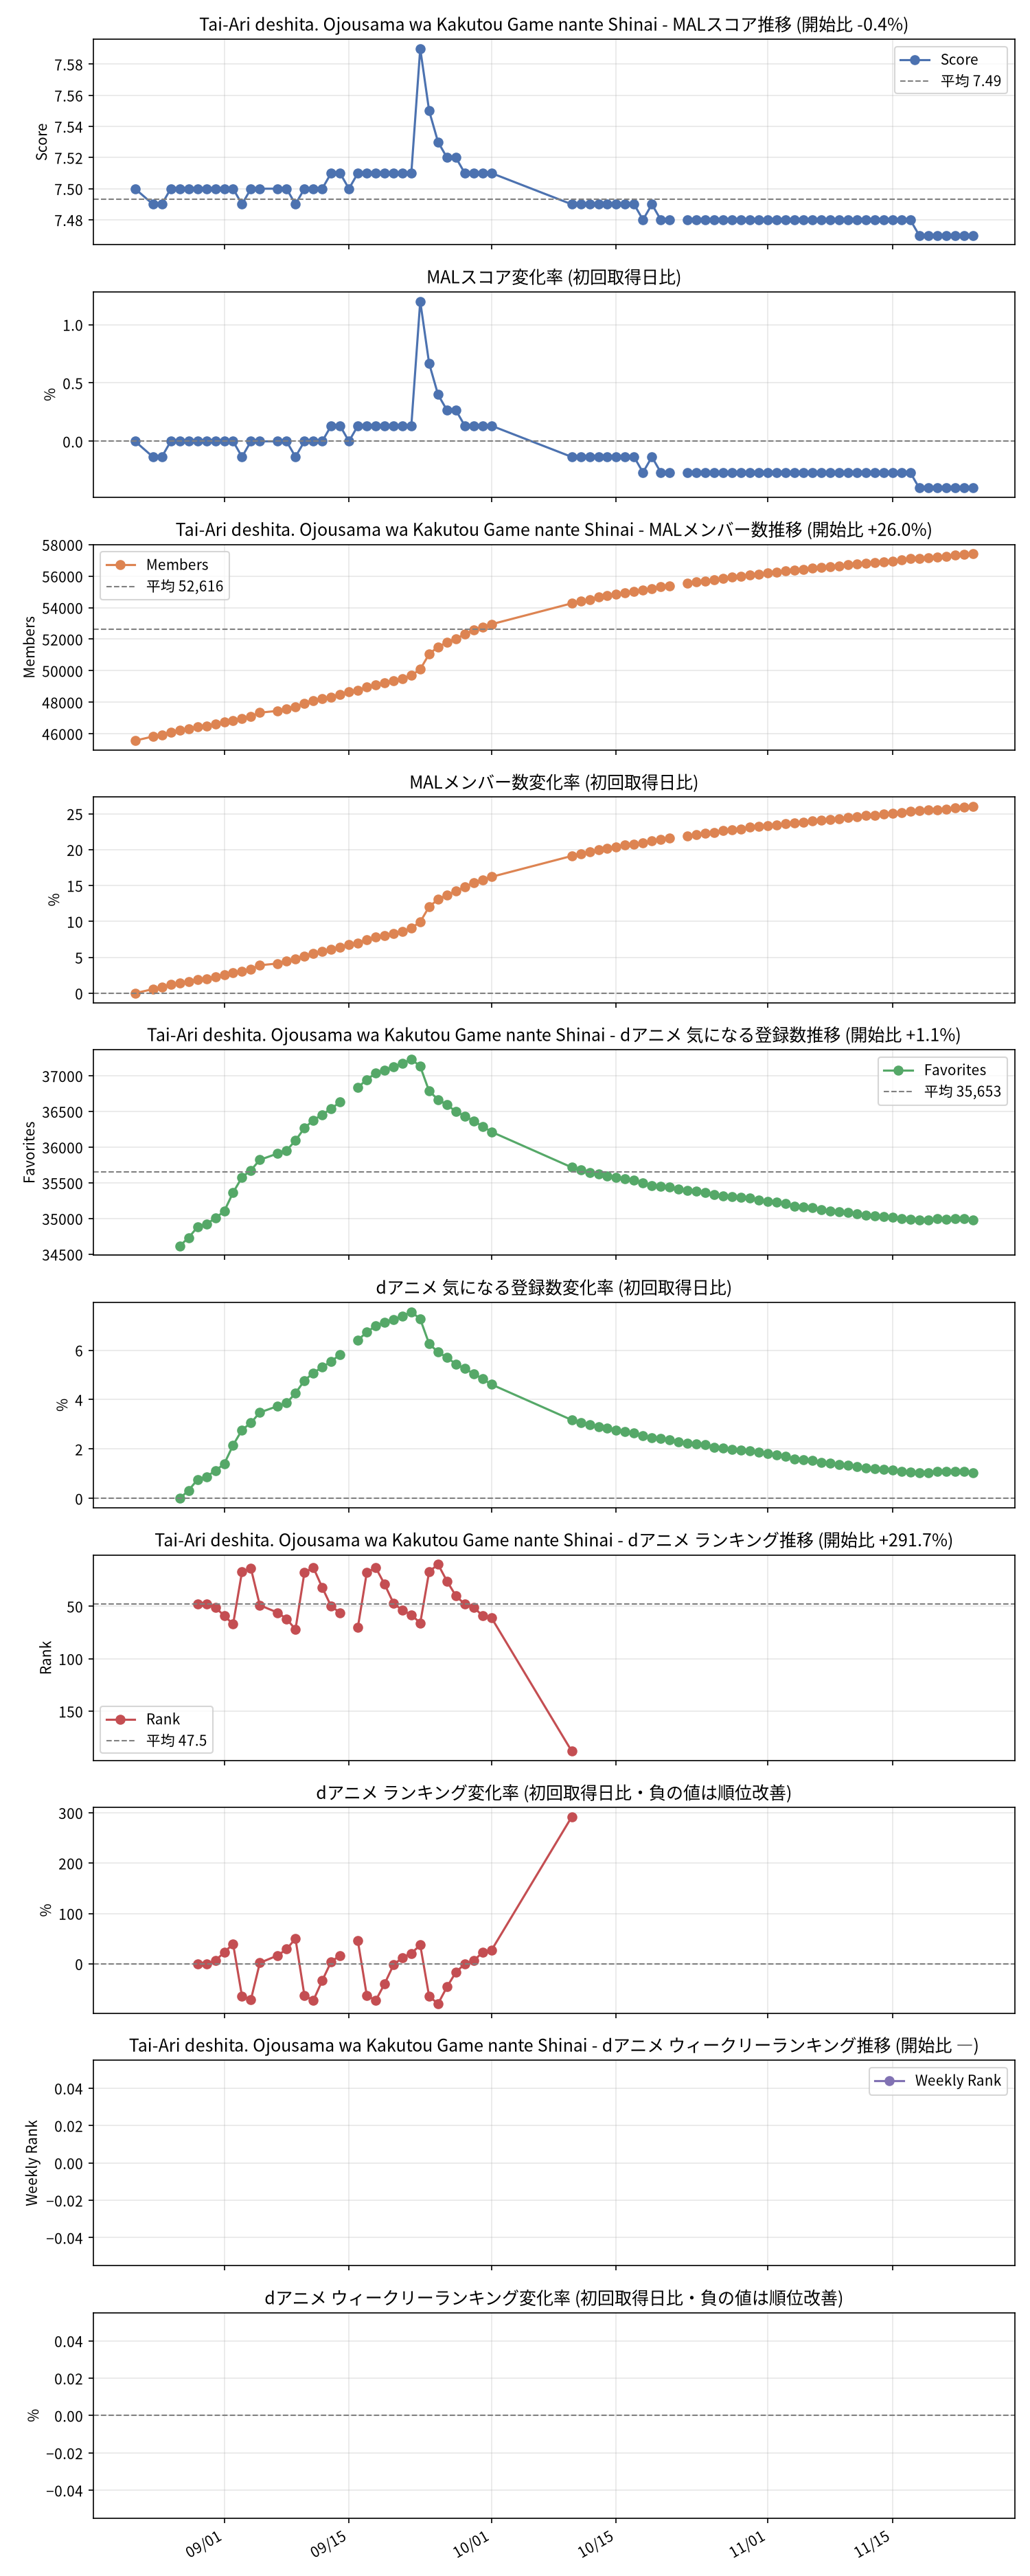 Tai-Ari deshita. Ojousama wa Kakutou Game nante Shinai - MALスコア推移 (開始比 -0.4%)
Score
7.58
7.56
7.54
7.52
7.50
7.48
Score
平均 7.49
MALスコア変化率 (初回取得日比)
%
1.0
0.5
0.0
Tai-Ari deshita. Ojousama wa Kakutou Game nante Shinai - MALメンバー数推移 (開始比 +26.0%)
Members
58000
56000
54000
52000
50000
48000
46000
Members
平均 52,616
MALメンバー数変化率 (初回取得日比)
%
25
20
15
10
5
0
Tai-Ari deshita. Ojousama wa Kakutou Game nante Shinai - dアニメ 気になる登録数推移 (開始比 +1.1%)
Favorites
37000
36500
36000
35500
35000
34500
Favorites
平均 35,653
dアニメ 気になる登録数変化率 (初回取得日比)
%
6
4
2
0
Tai-Ari deshita. Ojousama wa Kakutou Game nante Shinai - dアニメ ランキング推移 (開始比 +291.7%)
Rank
50
100
150
Rank
平均 47.5
dアニメ ランキング変化率 (初回取得日比・負の値は順位改善)
%
300
200
100
0
Tai-Ari deshita. Ojousama wa Kakutou Game nante Shinai - dアニメ ウィークリーランキング推移 (開始比 —)
Weekly Rank
0.04
0.02
0.00
−0.02
−0.04
Weekly Rank
dアニメ ウィークリーランキング変化率 (初回取得日比・負の値は順位改善)
%
0.04
0.02
0.00
−0.02
−0.04
09/01
09/15
10/01
10/15
11/01
11/15